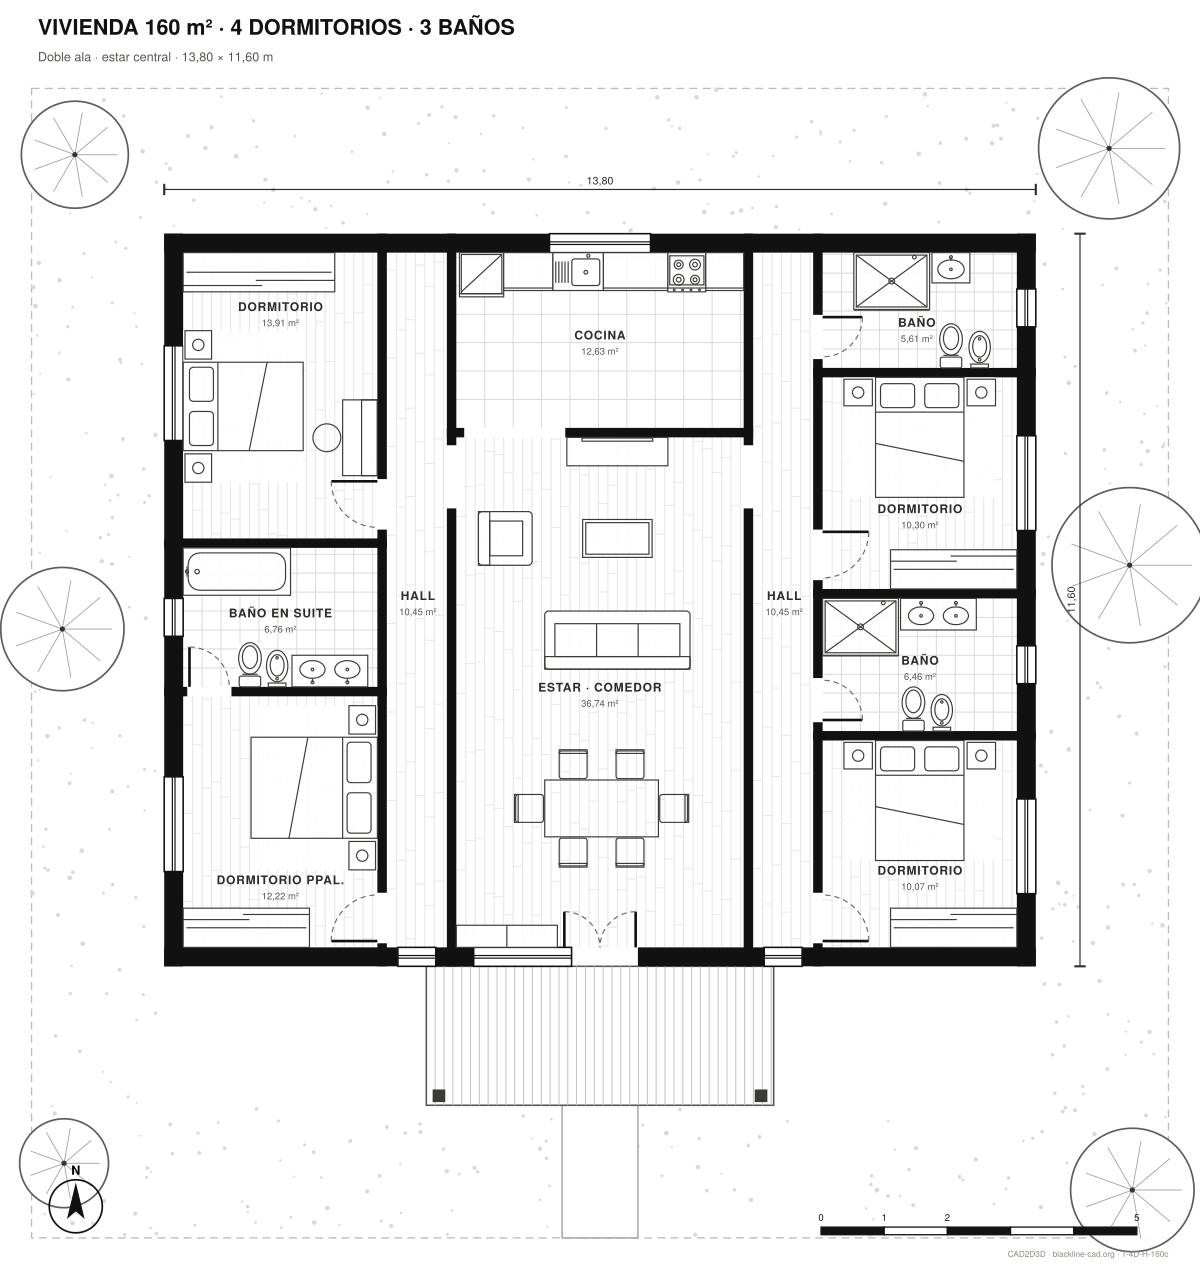 VIVIENDA 160 m² · 4 DORMITORIOS · 3 BAÑOS
Doble ala · estar central · 13,80 × 11,60 m
13,80
DORMITORIO
13,91 m²
COCINA
12,63 m²
BAÑO
5,61 m²
DORMITORIO
10,30 m²
HALL
10,45 m²
HALL
10,45 m²
11,60
BAÑO EN SUITE
6,76 m²
BAÑO
6,46 m²
ESTAR · COMEDOR
36,74 m²
DORMITORIO PPAL.
12,22 m²
DORMITORIO
10,07 m²
N
0 1 2 5
CAD2D3D · blackline-cad.org · T-4D-H-160c